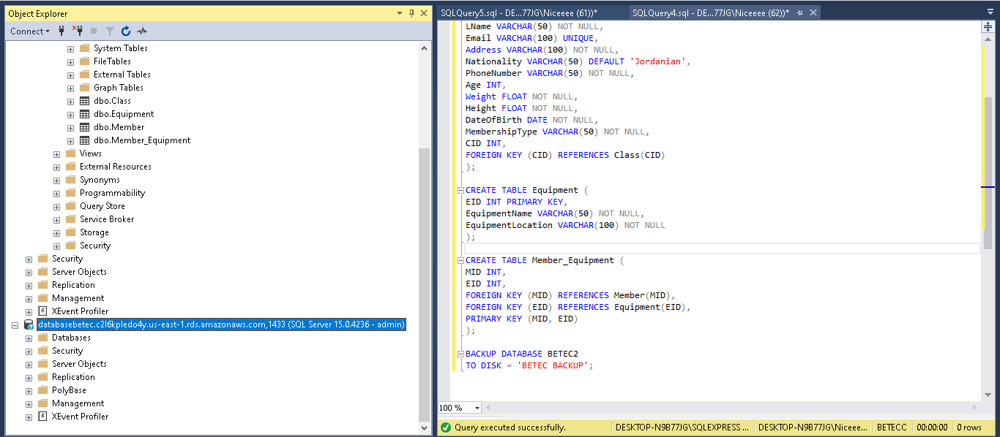 Object Explorer
Connect
System Tables
FileTables
External Tables
Graph Tables
dbo.Class
dbo.Equipment
dbo.Member
dbo.Member_Equipment
Views
External Resources
Synonyms
Programmability
Query Store
Service Broker
Storage
Security
Security
Server Objects
Replication
Management
XEvent Profiler
databasebetec.c2l6kpledo4y.us-east-1.rds.amazonaws.com,1433 (SQL Server 15.0.4236 - admin)
Databases
Security
Server Objects
Replication
PolyBase
Management
XEvent Profiler
SQLQuery5.sql - DE...77JG\Niceeee (61))*
SQLQuery4.sql - DE...77JG\Niceeee (62))*
LName VARCHAR(50) NOT NULL,
Email VARCHAR(100) UNIQUE,
Address VARCHAR(100) NOT NULL,
Nationality VARCHAR(50) DEFAULT 'Jordanian',
PhoneNumber VARCHAR(50) NOT NULL,
Age INT,
Weight FLOAT NOT NULL,
Height FLOAT NOT NULL,
DateOfBirth DATE NOT NULL,
MembershipType VARCHAR(50) NOT NULL,
CID INT,
FOREIGN KEY (CID) REFERENCES Class(CID)
);
CREATE TABLE Equipment (
EID INT PRIMARY KEY,
EquipmentName VARCHAR(50) NOT NULL,
EquipmentLocation VARCHAR(100) NOT NULL
);
CREATE TABLE Member_Equipment (
MID INT,
EID INT,
FOREIGN KEY (MID) REFERENCES Member(MID),
FOREIGN KEY (EID) REFERENCES Equipment(EID),
PRIMARY KEY (MID, EID)
);
BACKUP DATABASE BETEC2
TO DISK = 'BETEC BACKUP';
100 %
Query executed successfully.
DESKTOP-N9B77JG\SQLEXPRESS ...
DESKTOP-N9B77JG\Niceee...
BETECC
00:00:00
0 rows